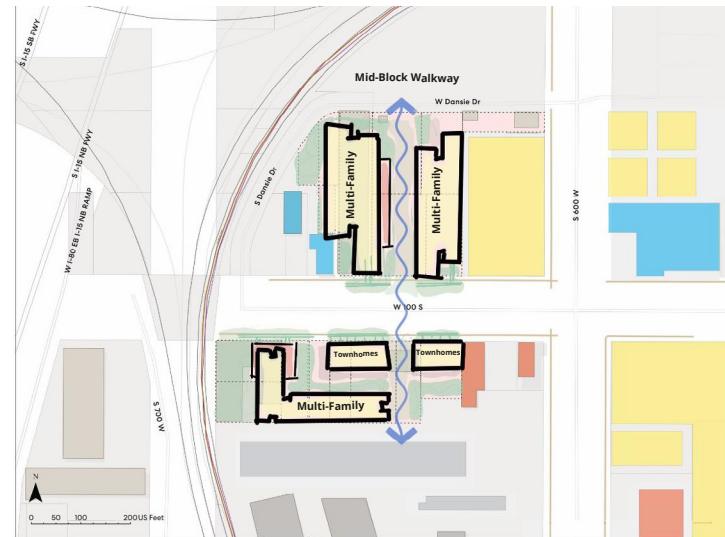 S I-15 SB FWY
S I-15 NB FWY
W I-80 EB I-15 NB RAMP
Mid-Block Walkway
W Dansie Dr
S Dansie Dr
Multi-Family
Multi-Family
S 600 W
W 100 S
Townhomes
Townhomes
Multi-Family
S 700 W
N
0 50 100 200 US Feet